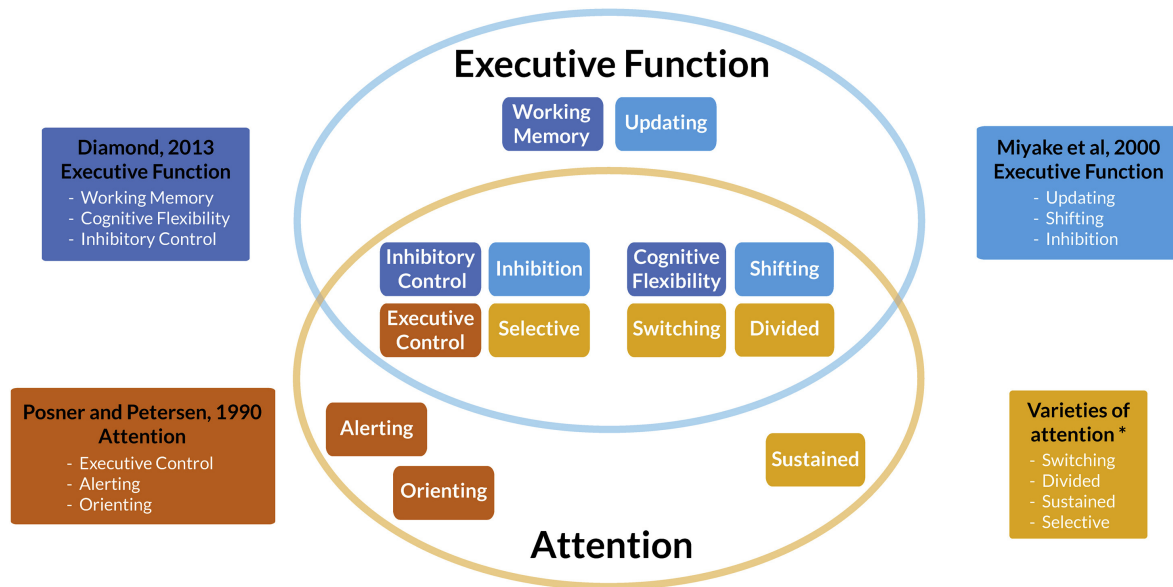 Executive Function
Working
Memory
Updating
Diamond, 2013
Executive Function
- Working Memory
- Cognitive Flexibility
- Inhibitory Control
Miyake et al, 2000
Executive Function
- Updating
- Shifting
- Inhibition
Inhibitory
Control
Inhibition
Cognitive
Flexibility
Shifting
Executive
Control
Selective
Switching
Divided
Posner and Petersen, 1990
Attention
- Executive Control
- Alerting
- Orienting
Alerting
Orienting
Sustained
Varieties of
attention *
- Switching
- Divided
- Sustained
- Selective
Attention